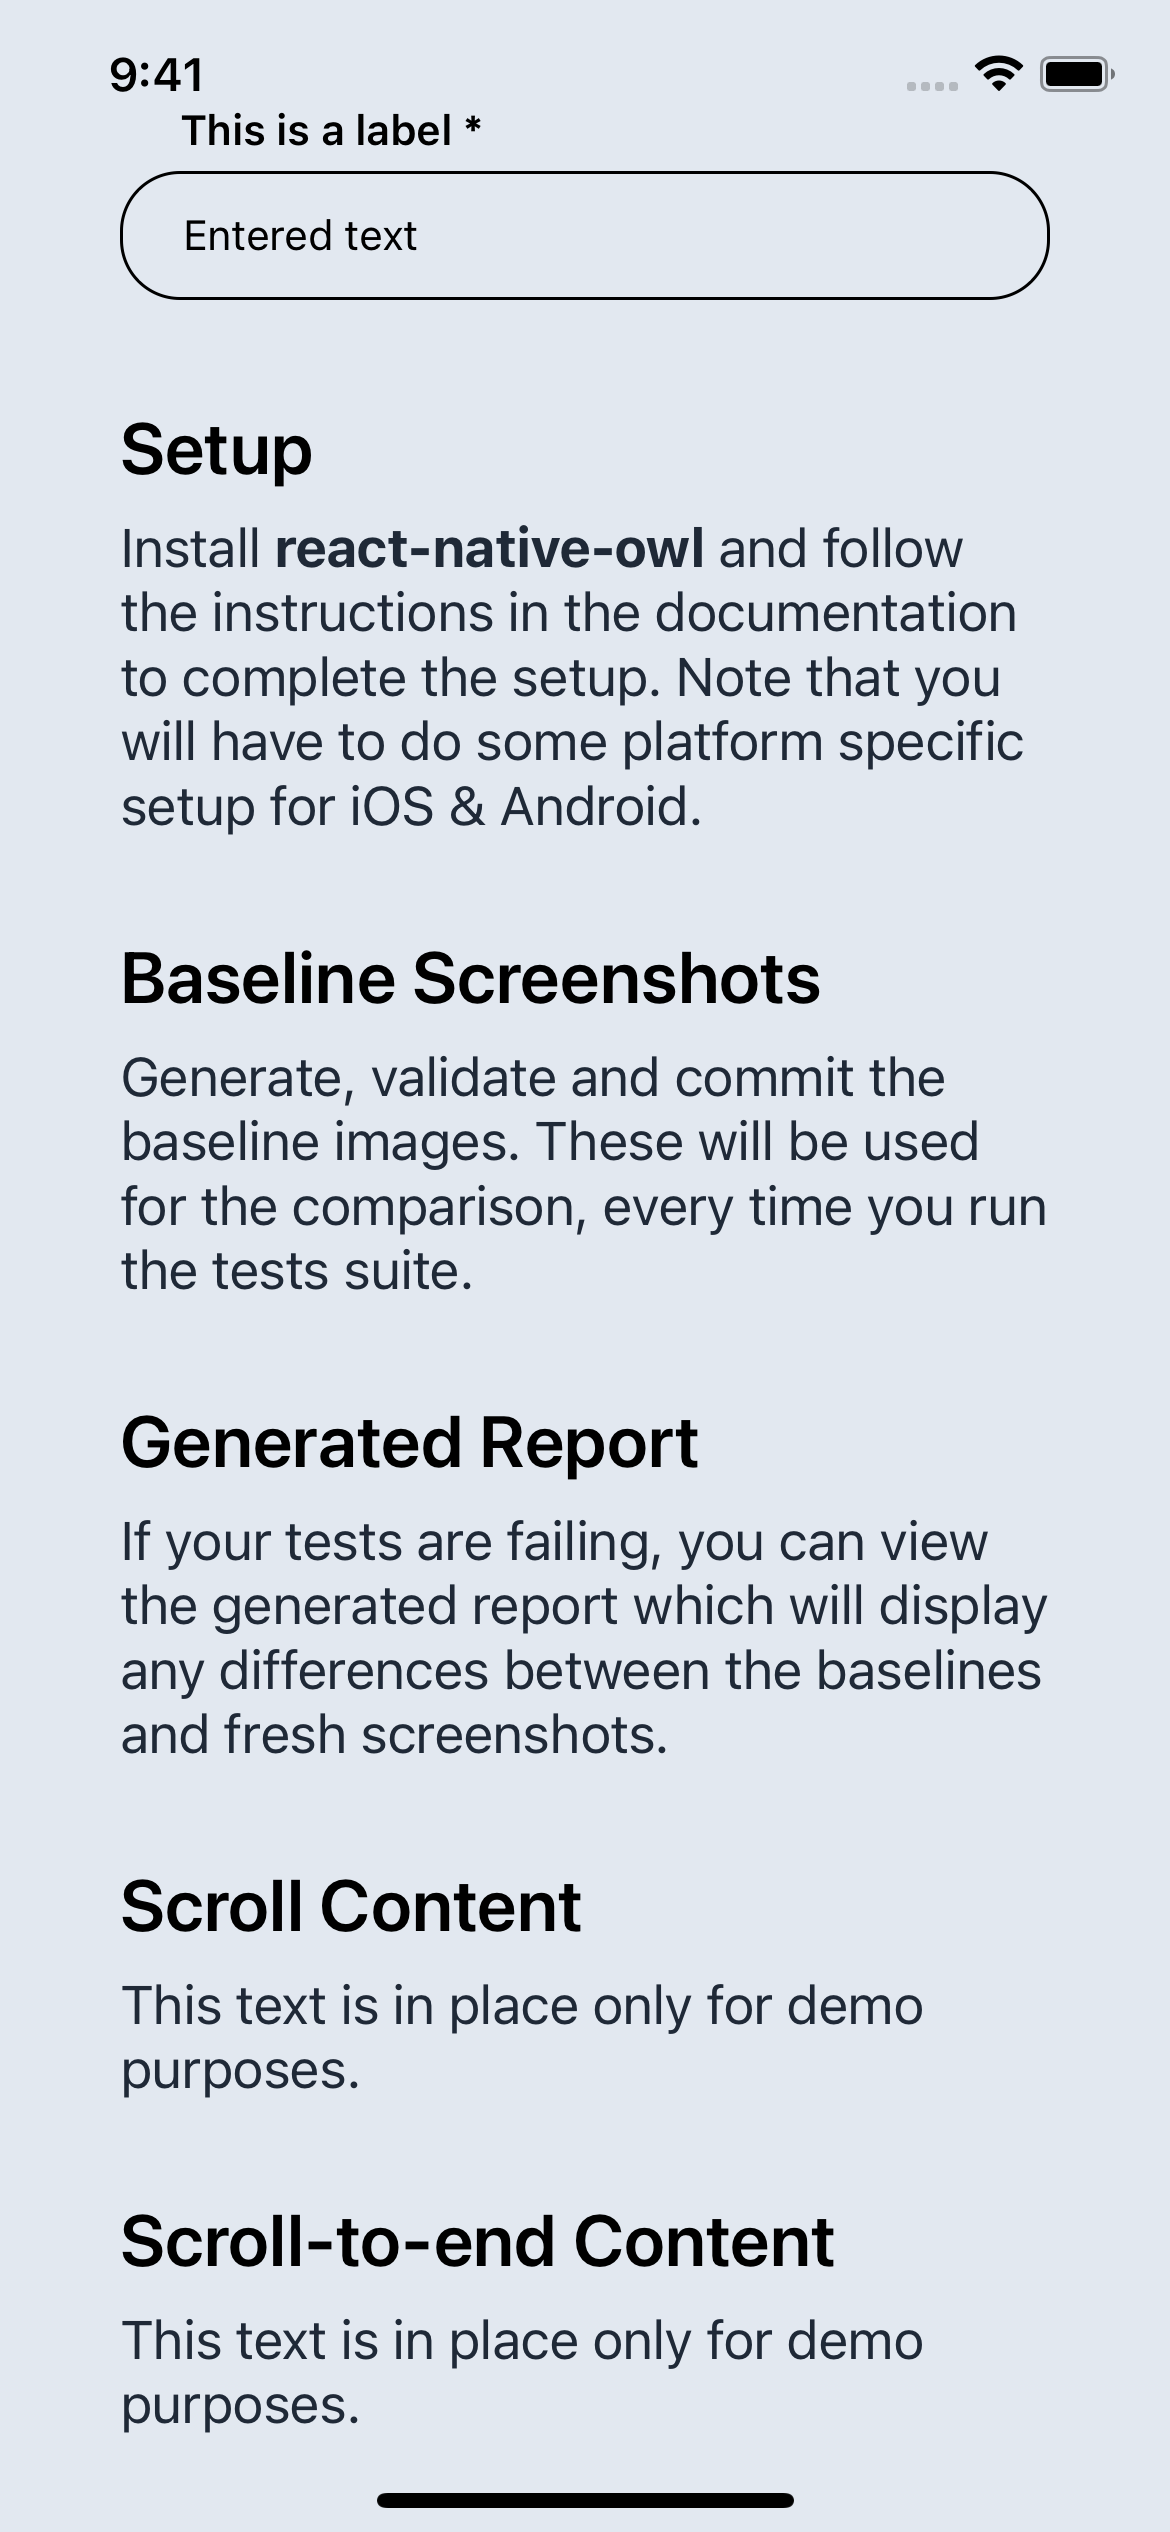 9:41
This is a label *
Entered text
Setup
Install react-native-owl and follow
the instructions in the documentation
to complete the setup. Note that you
will have to do some platform specific
setup for iOS & Android.
Baseline Screenshots
Generate, validate and commit the
baseline images. These will be used
for the comparison, every time you run
the tests suite.
Generated Report
If your tests are failing, you can view
the generated report which will display
any differences between the baselines
and fresh screenshots.
Scroll Content
This text is in place only for demo
purposes.
Scroll-to-end Content
This text is in place only for demo
purposes.